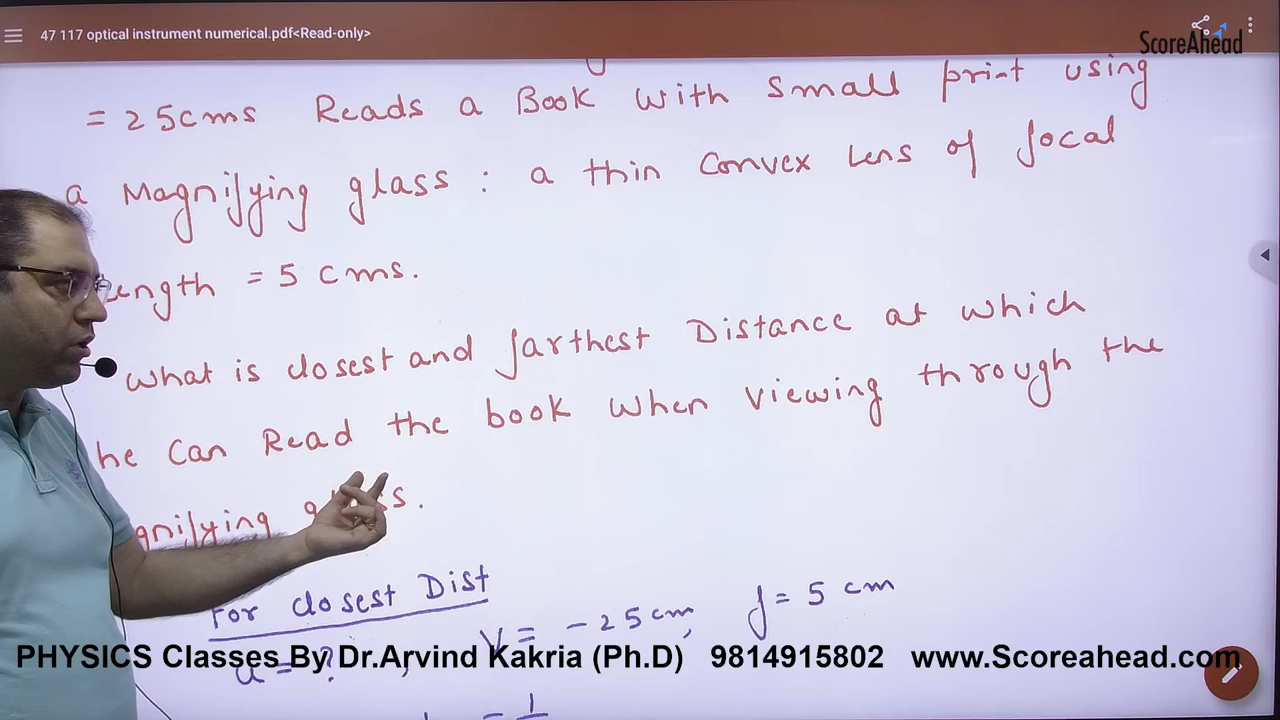 47 117 optical instrument numerical.pdf<Read-only>
ScoreAhead
= 25cms Reads a Book with small print using
a Magnifying glass : a thin Convex Lens of focal
Length = 5 cms.
What is closest and farthest Distance at which
he Can Read the book when viewing through the
gnifying glass.
For closest Dist
u = ? , V = -25 cm, f = 5 cm
PHYSICS Classes By Dr.Arvind Kakria (Ph.D) 9814915802 www.Scoreahead.com
= 1